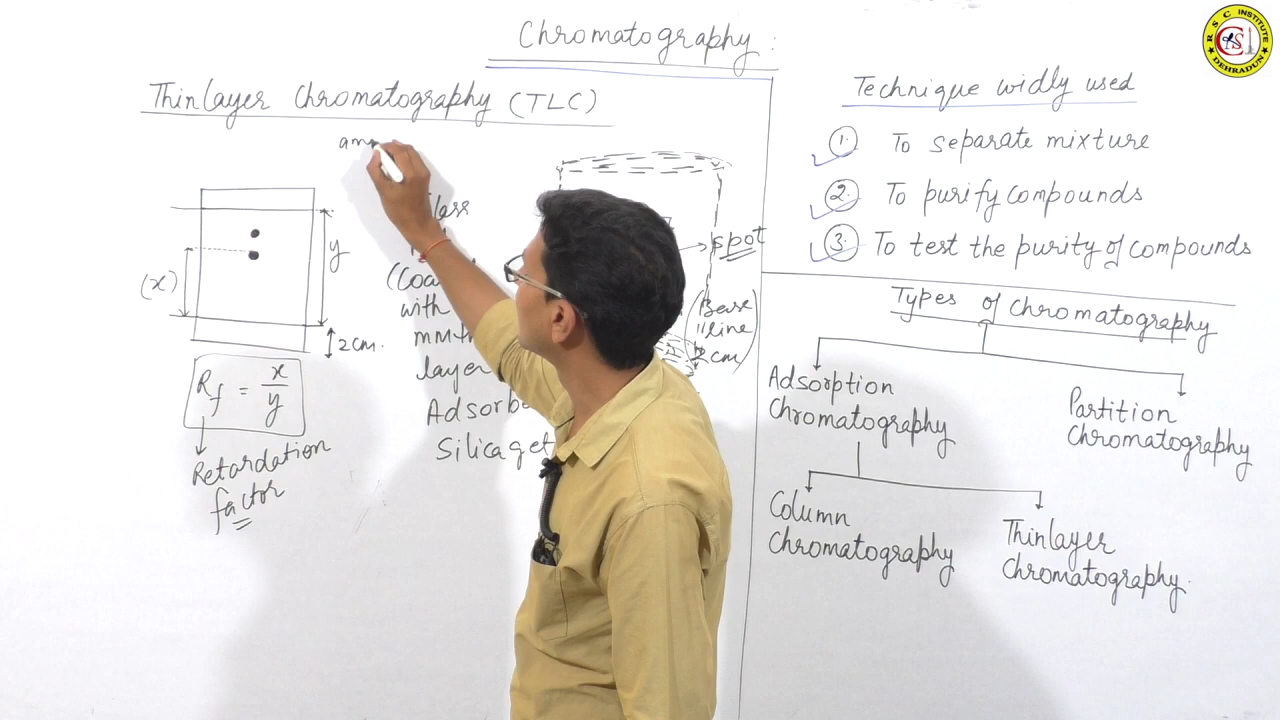 Chromatography :
Thinlayer Chromatography (TLC)
(x)
y
2cm.
Rf = x/y
Retardation
factor
with
layer
Silicagel
spot
(Base
line
2cm)
Technique widly used
1. To separate mixture
2. To purify compounds
3. To test the purity of compounds
Types of Chromatography
Adsorption
Chromatography
Partition
Chromatography
Column
Chromatography
Thinlayer
Chromatography.
RSC INSTITUTE
DEHRADUN